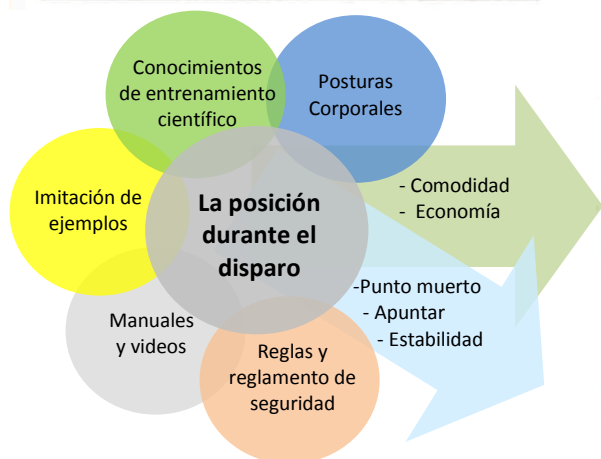 Conocimientos
de entrenamiento
científico
Posturas
Corporales
Imitación de
ejemplos
La posición
durante el
disparo
- Comodidad
- Economía
-Punto muerto
- Apuntar
- Estabilidad
Manuales
y videos
Reglas y
reglamento de
seguridad